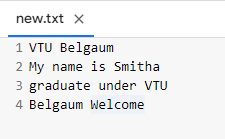 new.txt ×
1 VTU Belgaum
2 My name is Smitha
3 graduate under VTU
4 Belgaum Welcome